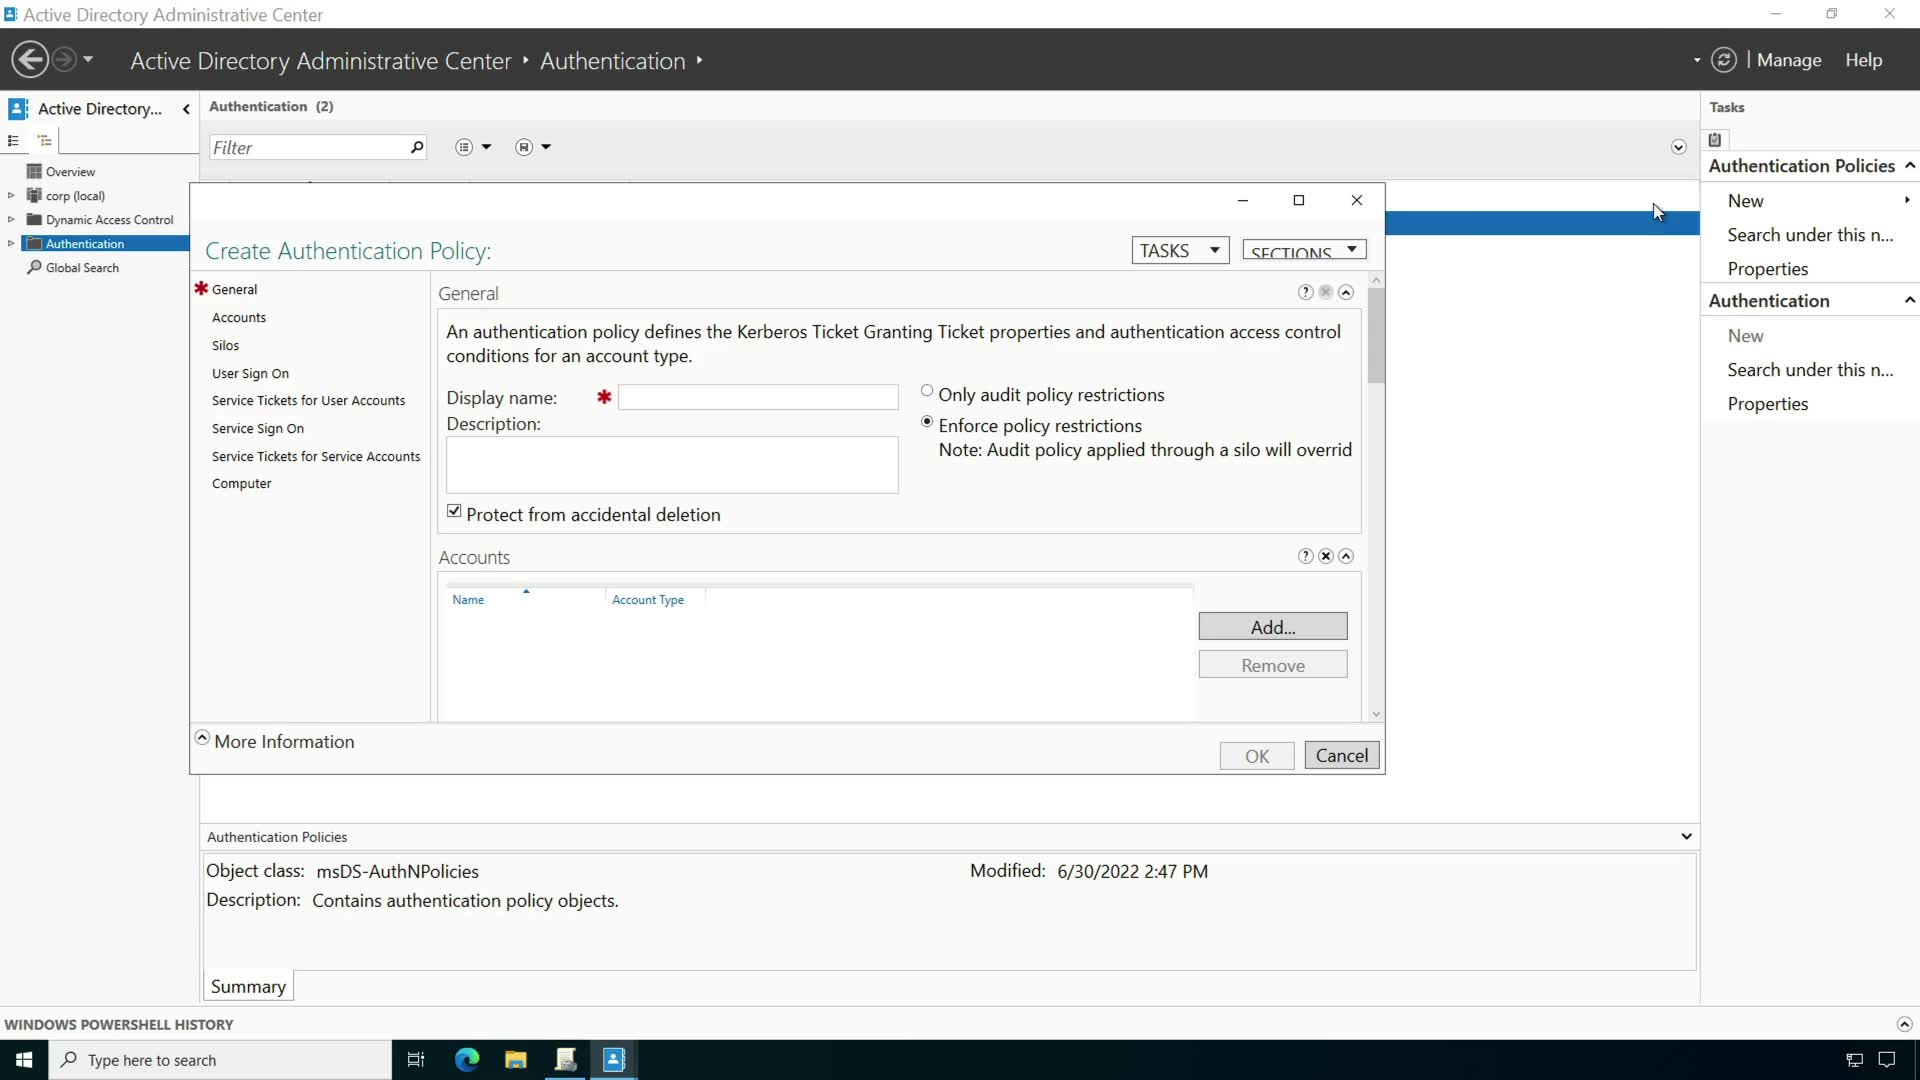 Active Directory Administrative Center
Active Directory Administrative Center • Authentication •
Manage
Help
Active Directory...
Overview
corp (local)
Dynamic Access Control
Authentication
Global Search
Authentication (2)
Filter
Create Authentication Policy:
TASKS
SECTIONS
General
Accounts
Silos
User Sign On
Service Tickets for User Accounts
Service Sign On
Service Tickets for Service Accounts
Computer
General
An authentication policy defines the Kerberos Ticket Granting Ticket properties and authentication access control
conditions for an account type.
Display name:
Description:
Only audit policy restrictions
Enforce policy restrictions
Note: Audit policy applied through a silo will overrid
Protect from accidental deletion
Accounts
Name
Account Type
Add...
Remove
More Information
OK
Cancel
Authentication Policies
Object class: msDS-AuthNPolicies
Modified: 6/30/2022 2:47 PM
Description: Contains authentication policy objects.
Summary
Tasks
Authentication Policies
New
Search under this n...
Properties
Authentication
New
Search under this n...
Properties
WINDOWS POWERSHELL HISTORY
Type here to search